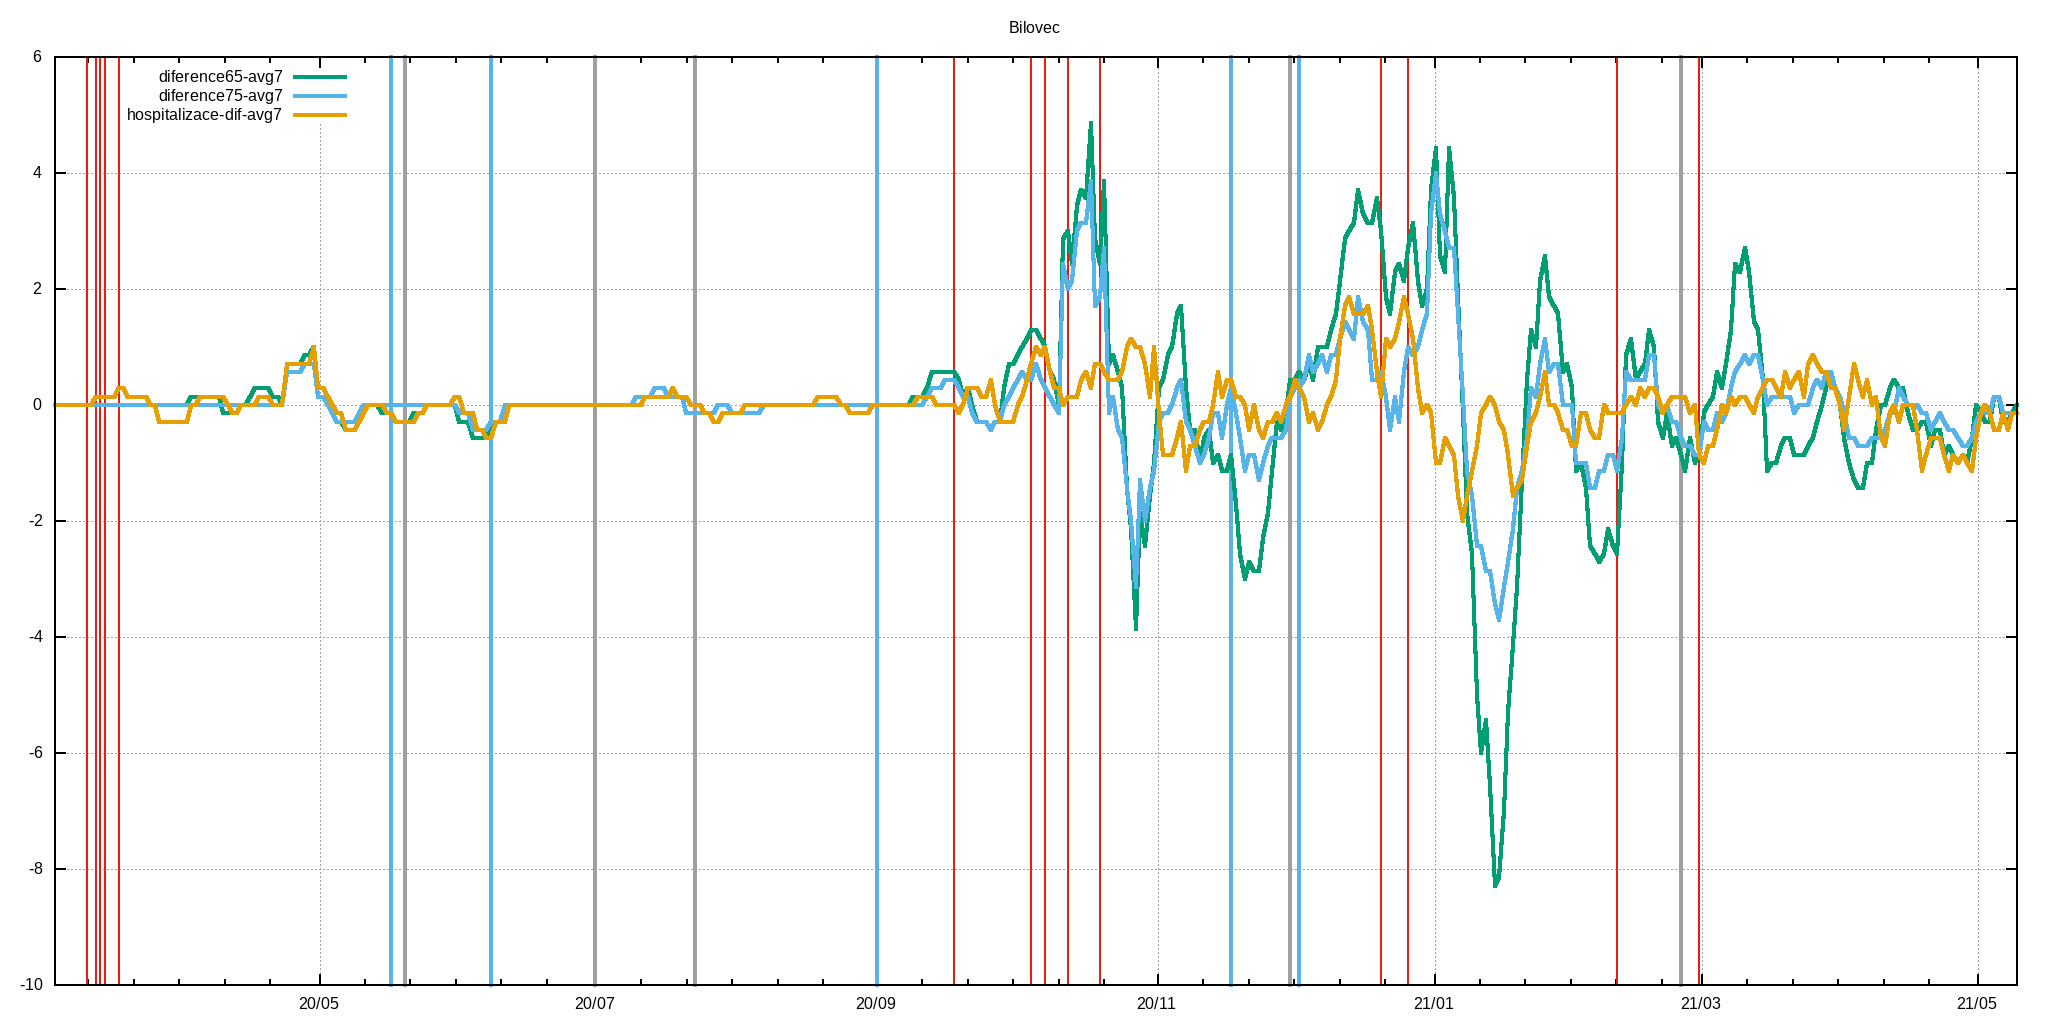 Bilovec
diference65-avg7
diference75-avg7
hospitalizace-dif-avg7
6
4
2
0
-2
-4
-6
-8
-10
20/05 20/07 20/09 20/11 21/01 21/03 21/05